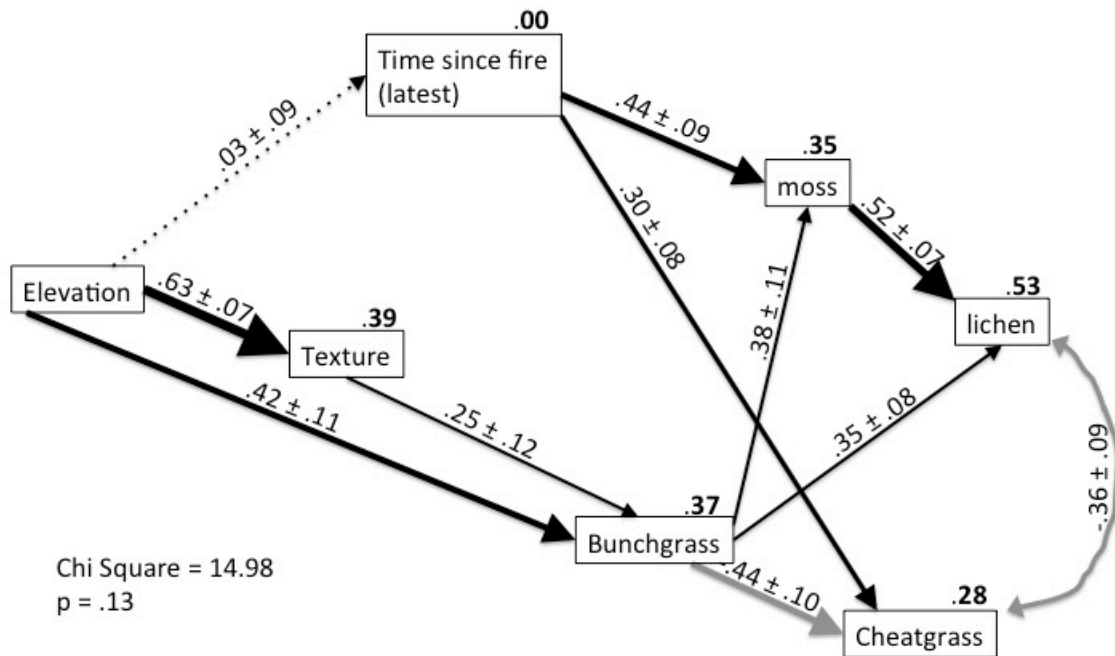 .00
Time since fire
(latest)
.03 ± .09
.44 ± .09
.35
moss
.30 ± .08
.52 ± .07
Elevation
.63 ± .07
.53
lichen
.39
Texture
.38 ± .11
.42 ± .11
.25 ± .12
.35 ± .08
-.36 ± .09
.37
Bunchgrass
-.44 ± .10
Chi Square = 14.98
p = .13
.28
Cheatgrass